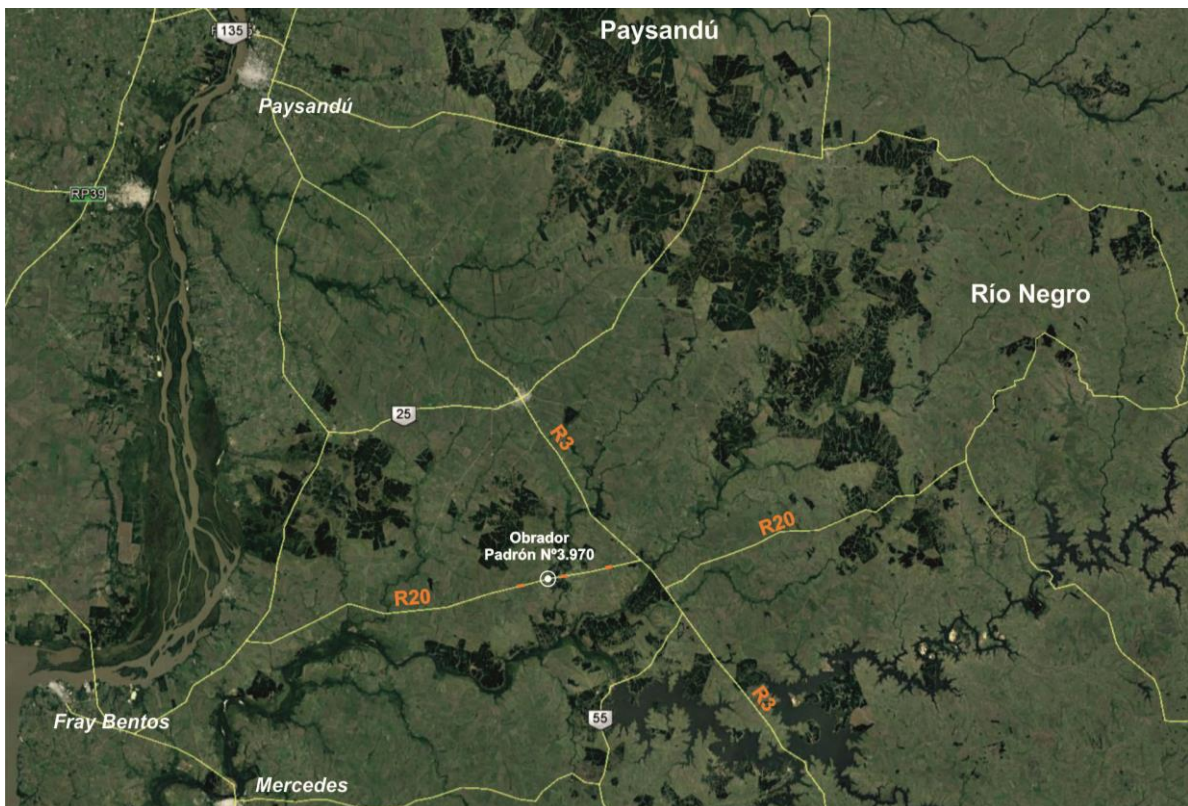 135
Paysandú
Paysandú
RP39
Río Negro
25
R3
Obrador
Padrón Nº3.970
R20
R20
R3
55
Fray Bentos
Mercedes